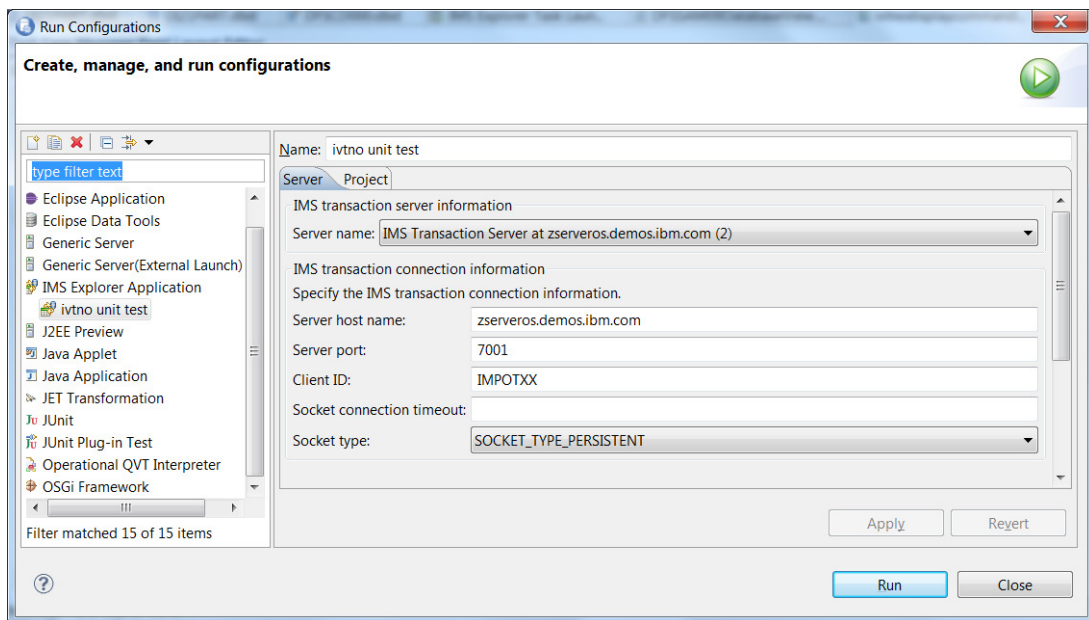 Run Configurations
Create, manage, and run configurations
type filter text
Eclipse Application
Eclipse Data Tools
Generic Server
Generic Server(External Launch)
IMS Explorer Application
ivtno unit test
J2EE Preview
Java Applet
Java Application
JET Transformation
Ju JUnit
JUnit Plug-in Test
Operational QVT Interpreter
OSGi Framework
Filter matched 15 of 15 items
Name: ivtno unit test
Server Project
IMS transaction server information
Server name: IMS Transaction Server at zserveros.demos.ibm.com (2)
IMS transaction connection information
Specify the IMS transaction connection information.
Server host name: zserveros.demos.ibm.com
Server port: 7001
Client ID: IMPOTXX
Socket connection timeout:
Socket type: SOCKET_TYPE_PERSISTENT
Apply Revert
Run Close